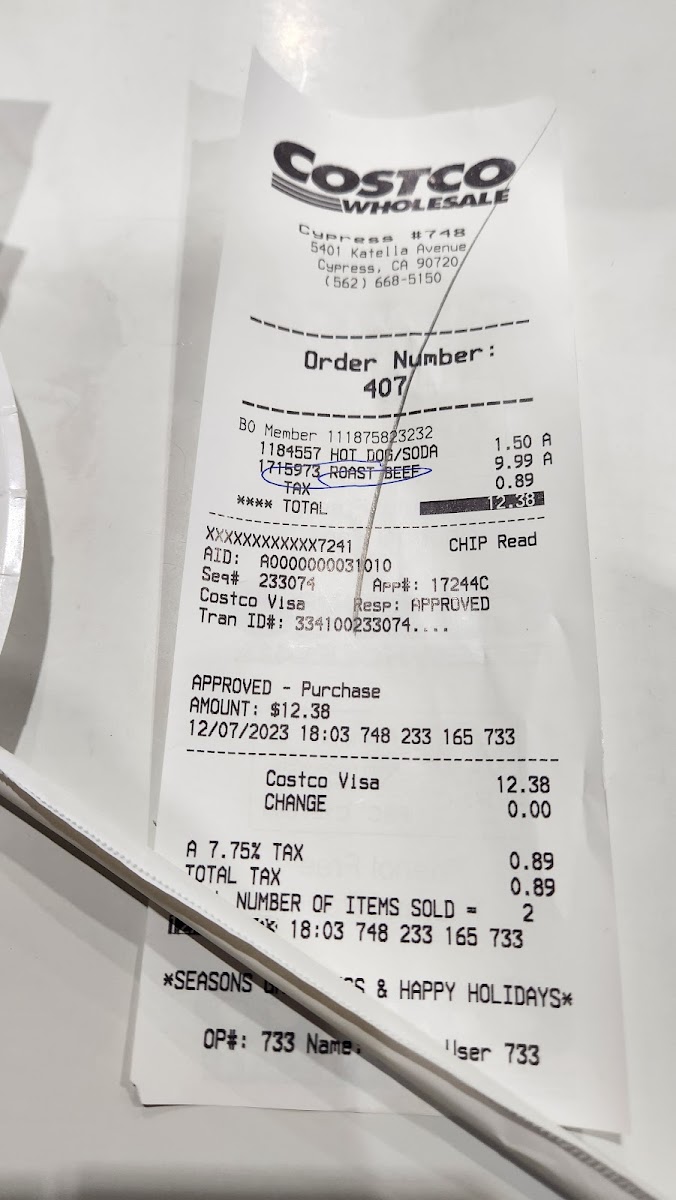 COSTCO
WHOLESALE
Cypress #748
5401 Katella Avenue
Cypress, CA 90720
(562) 668-5150
Order Number:
407
BO Member 111875823232
1184557 HOT DOG/SODA 1.50 A
1715973 ROAST BEEF 9.99 A
TAX 0.89
**** TOTAL 12.38
XXXXXXXXXXXX7241 CHIP Read
AID: A0000000031010
Seq# 233074 App#: 17244C
Costco Visa Resp: APPROVED
Tran ID#: 334100233074....
APPROVED - Purchase
AMOUNT: $12.38
12/07/2023 18:03 748 233 165 733
Costco Visa 12.38
CHANGE 0.00
A 7.75% TAX 0.89
TOTAL TAX 0.89
NUMBER OF ITEMS SOLD = 2
18:03 748 233 165 733
*SEASONS & HAPPY HOLIDAYS*
OP#: 733 Name: User 733